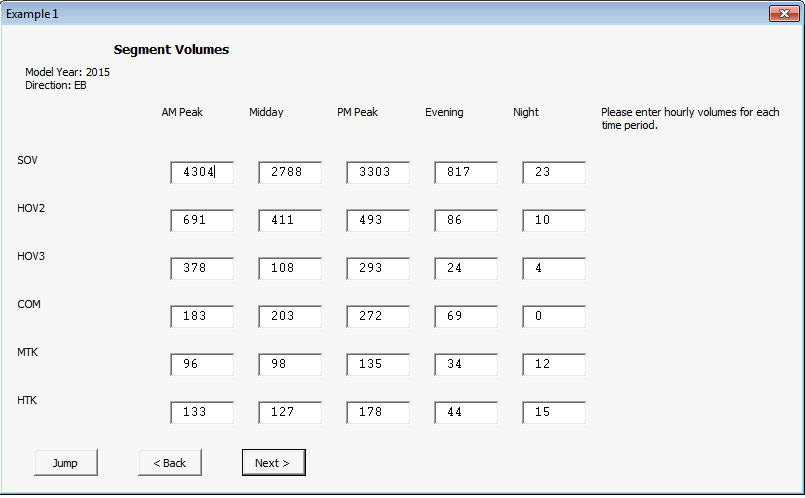 Example 1
Segment Volumes
Model Year: 2015
Direction: EB
AM Peak Midday PM Peak Evening Night
Please enter hourly volumes for each
time period.
SOV 4304 2788 3303 817 23
HOV2 691 411 493 86 10
HOV3 378 108 293 24 4
COM 183 203 272 69 0
MTK 96 98 135 34 12
HTK 133 127 178 44 15
Jump < Back Next >